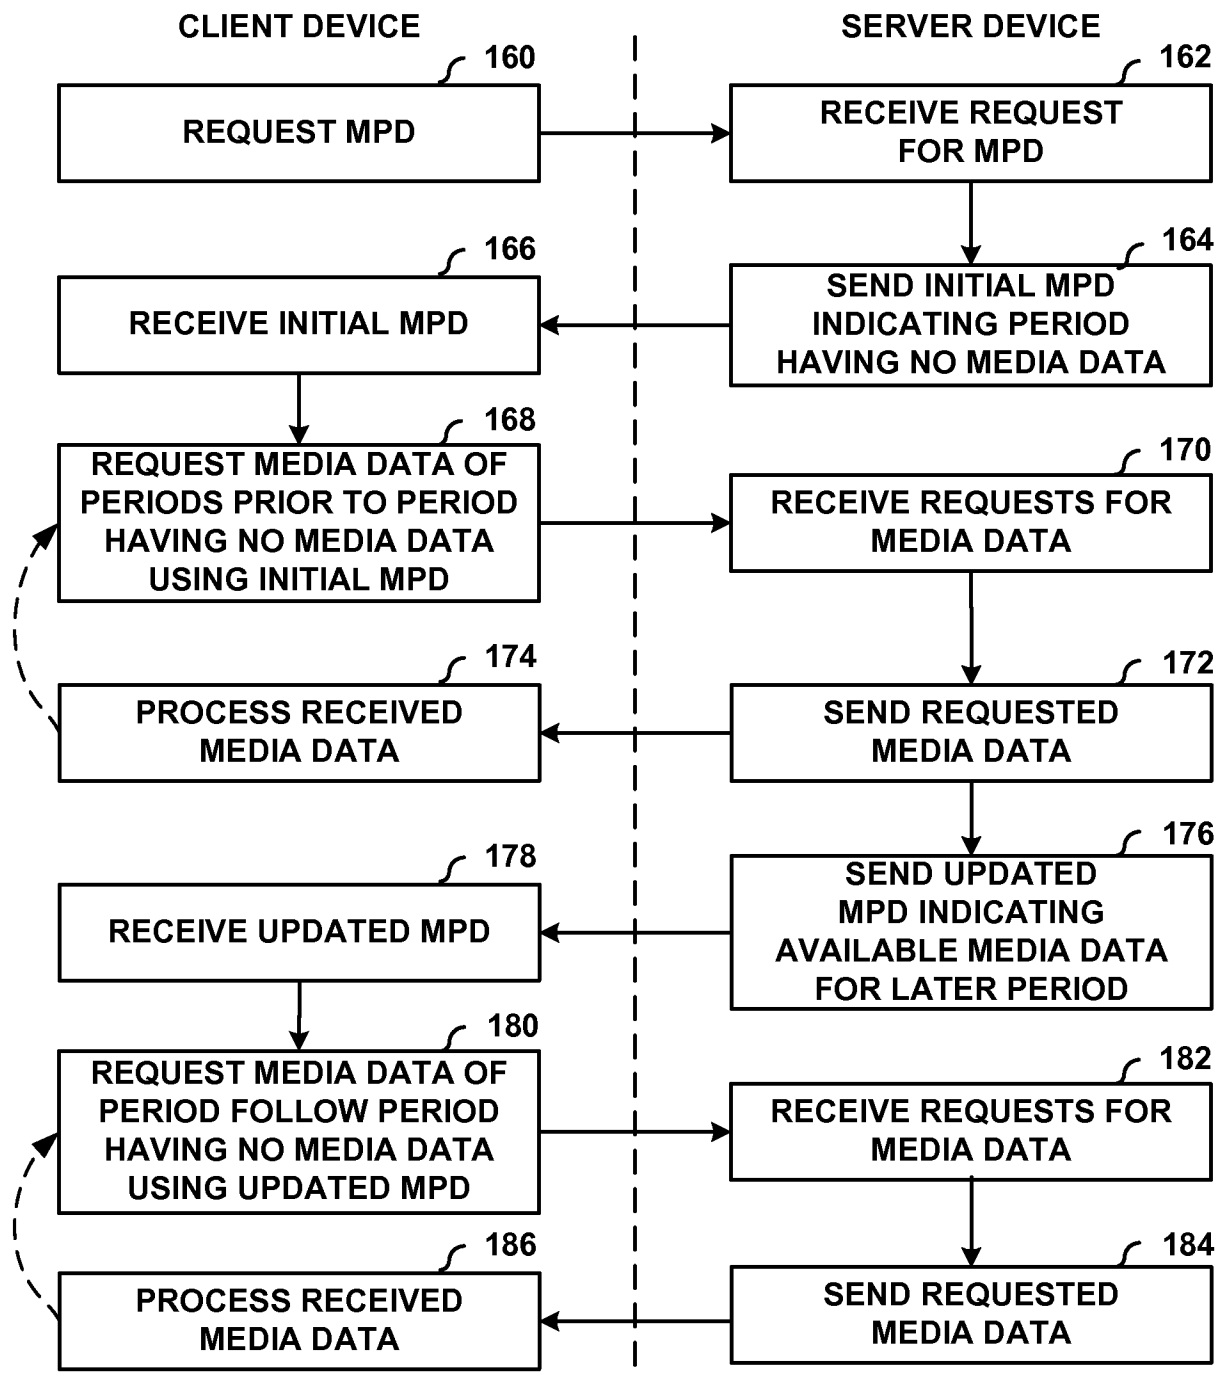 CLIENT DEVICE
SERVER DEVICE
160
REQUEST MPD
162
RECEIVE REQUEST
FOR MPD
164
SEND INITIAL MPD
INDICATING PERIOD
HAVING NO MEDIA DATA
166
RECEIVE INITIAL MPD
168
REQUEST MEDIA DATA OF
PERIODS PRIOR TO PERIOD
HAVING NO MEDIA DATA
USING INITIAL MPD
170
RECEIVE REQUESTS FOR
MEDIA DATA
172
SEND REQUESTED
MEDIA DATA
174
PROCESS RECEIVED
MEDIA DATA
176
SEND UPDATED
MPD INDICATING
AVAILABLE MEDIA DATA
FOR LATER PERIOD
178
RECEIVE UPDATED MPD
180
REQUEST MEDIA DATA OF
PERIOD FOLLOW PERIOD
HAVING NO MEDIA DATA
USING UPDATED MPD
182
RECEIVE REQUESTS FOR
MEDIA DATA
184
SEND REQUESTED
MEDIA DATA
186
PROCESS RECEIVED
MEDIA DATA